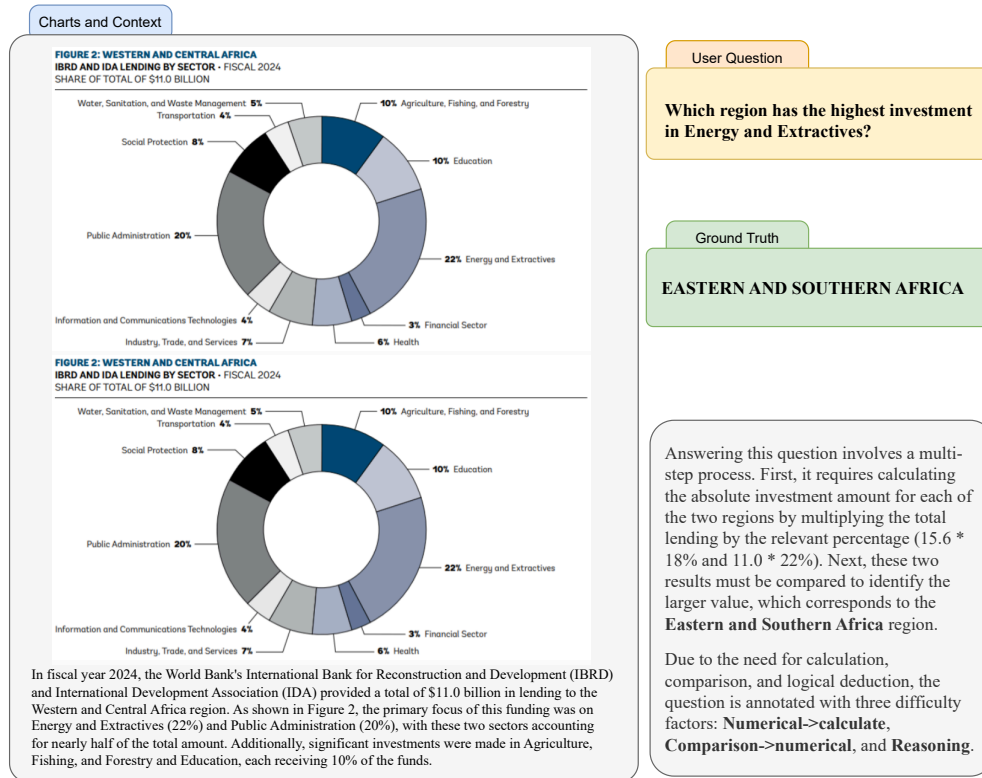 Charts and Context
FIGURE 2: WESTERN AND CENTRAL AFRICA
IBRD AND IDA LENDING BY SECTOR • FISCAL 2024
SHARE OF TOTAL OF $11.0 BILLION
Water, Sanitation, and Waste Management 5%
10% Agriculture, Fishing, and Forestry
Transportation 4%
Social Protection 8%
10% Education
Public Administration 20%
22% Energy and Extractives
Information and Communications Technologies 4%
3% Financial Sector
Industry, Trade, and Services 7%
6% Health
FIGURE 2: WESTERN AND CENTRAL AFRICA
IBRD AND IDA LENDING BY SECTOR • FISCAL 2024
SHARE OF TOTAL OF $11.0 BILLION
Water, Sanitation, and Waste Management 5%
10% Agriculture, Fishing, and Forestry
Transportation 4%
Social Protection 8%
10% Education
Public Administration 20%
22% Energy and Extractives
Information and Communications Technologies 4%
3% Financial Sector
Industry, Trade, and Services 7%
6% Health
In fiscal year 2024, the World Bank's International Bank for Reconstruction and Development (IBRD)
and International Development Association (IDA) provided a total of $11.0 billion in lending to the
Western and Central Africa region. As shown in Figure 2, the primary focus of this funding was on
Energy and Extractives (22%) and Public Administration (20%), with these two sectors accounting
for nearly half of the total amount. Additionally, significant investments were made in Agriculture,
Fishing, and Forestry and Education, each receiving 10% of the funds.
User Question
Which region has the highest investment
in Energy and Extractives?
Ground Truth
EASTERN AND SOUTHERN AFRICA
Answering this question involves a multi-
step process. First, it requires calculating
the absolute investment amount for each of
the two regions by multiplying the total
lending by the relevant percentage (15.6 *
18% and 11.0 * 22%). Next, these two
results must be compared to identify the
larger value, which corresponds to the
Eastern and Southern Africa region.
Due to the need for calculation,
comparison, and logical deduction, the
question is annotated with three difficulty
factors: Numerical->calculate,
Comparison->numerical, and Reasoning.